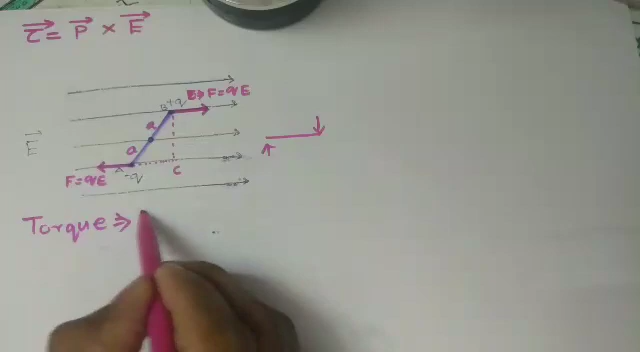 τ⃗ = P⃗ × E⃗
B +q F = qE
a
E⃗
a
A
F = qE -q C
Torque ⇒